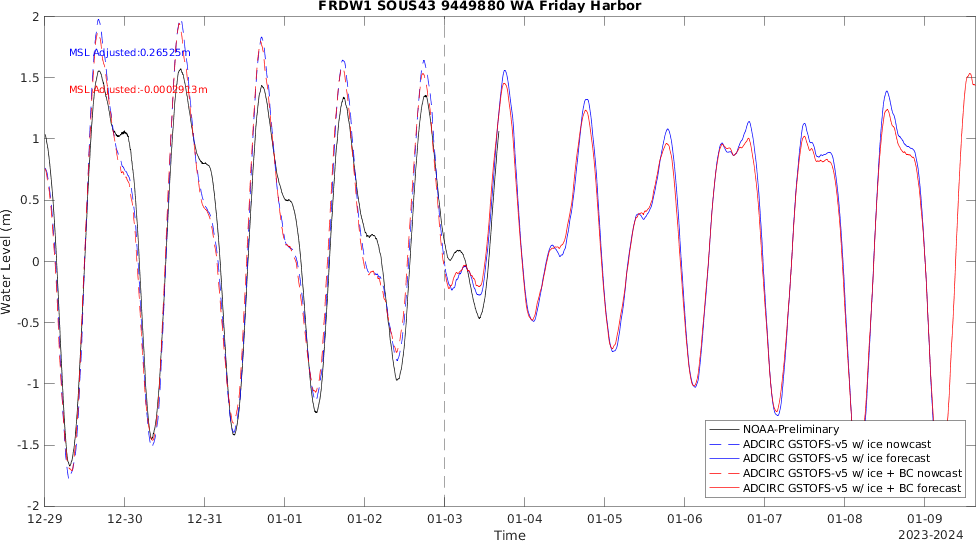 FRDW1 SOUS43 9449880 WA Friday Harbor
MSL Adjusted:0.26525m
MSL Adjusted:-0.0002913m
Water Level (m)
2
1.5
1
0.5
0
-0.5
-1
-1.5
-2
NOAA-Preliminary
ADCIRC GSTOFS-v5 w/ ice nowcast
ADCIRC GSTOFS-v5 w/ ice forecast
ADCIRC GSTOFS-v5 w/ ice + BC nowcast
ADCIRC GSTOFS-v5 w/ ice + BC forecast
12-29 12-30 12-31 01-01 01-02 01-03 01-04 01-05 01-06 01-07 01-08 01-09
Time
2023-2024